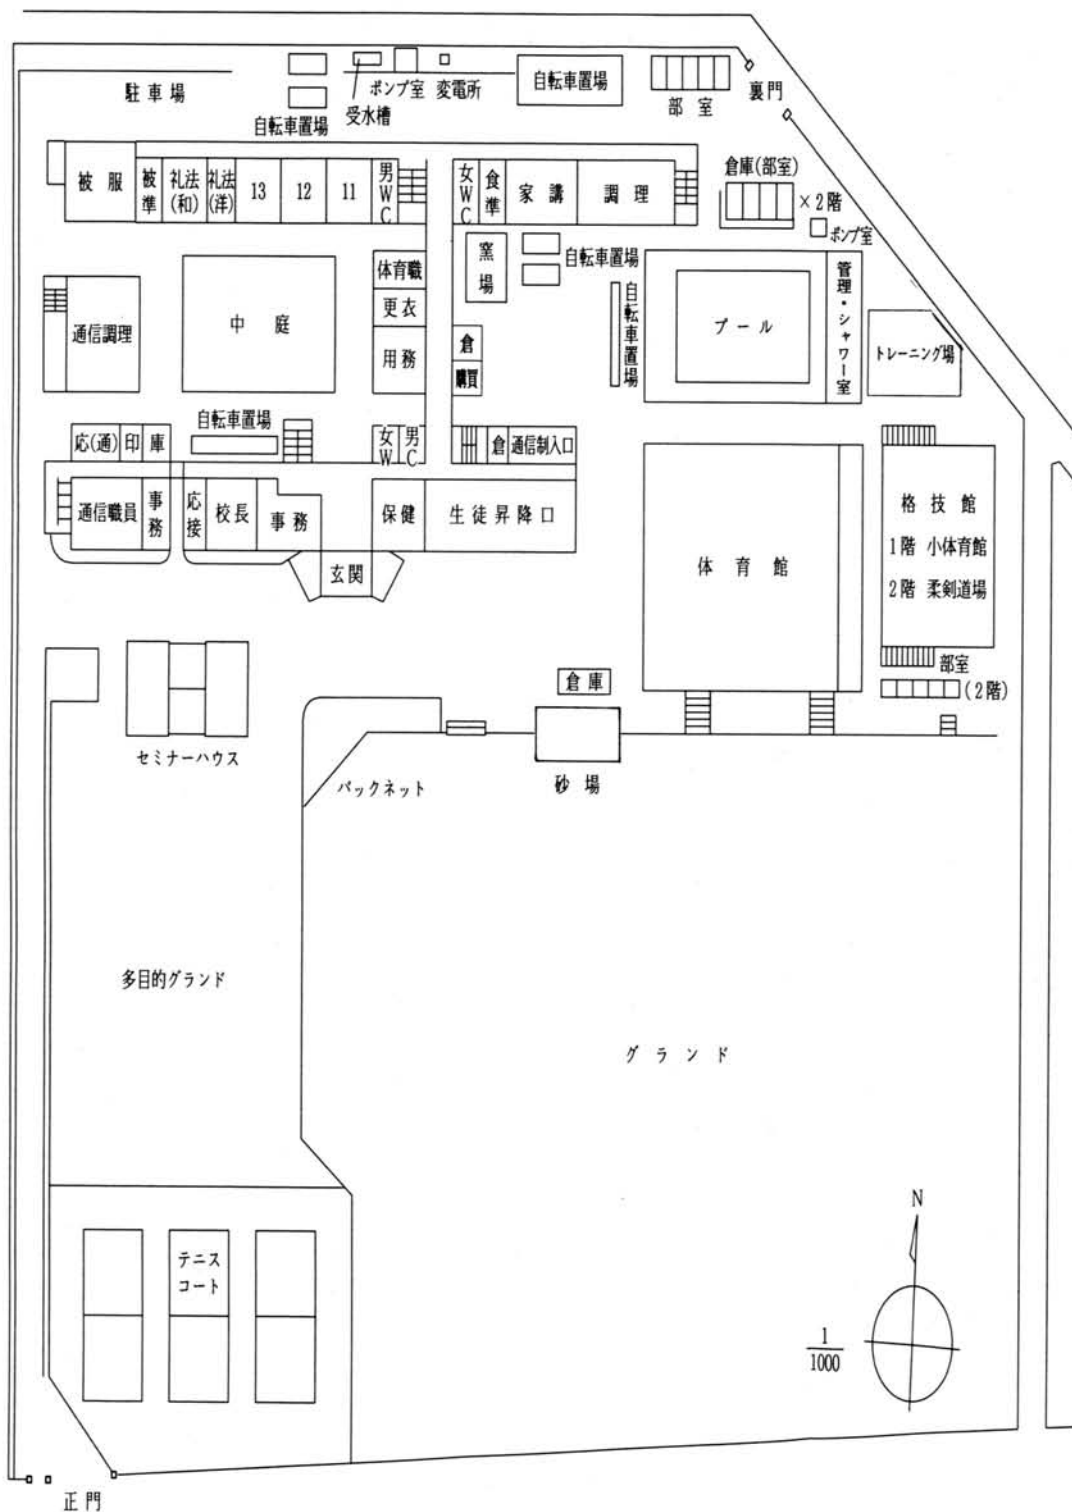 駐車場
自転車置場
受水槽
ポンプ室
変電所
自転車置場
部室
裏門
被服
被準
礼法(和)
礼法(洋)
13
12
11
男WC
女WC
食準
家講
調理
倉庫(部室)
×2階
ポンプ室
通信調理
中庭
体育職
更衣
用務
窯場
自転車置場
自転車置場
倉
購買
プール
管理・シャワー室
トレーニング場
自転車置場
応(通)
印
庫
女W
男C
倉
通信制入口
通信職員
事務
応接
校長
事務
保健
生徒昇降口
玄関
体育館
格技館
1階 小体育館
2階 柔剣道場
部室
(2階)
倉庫
砂場
セミナーハウス
バックネット
多目的グランド
グランド
テニス
コート
N
1
1000
正門